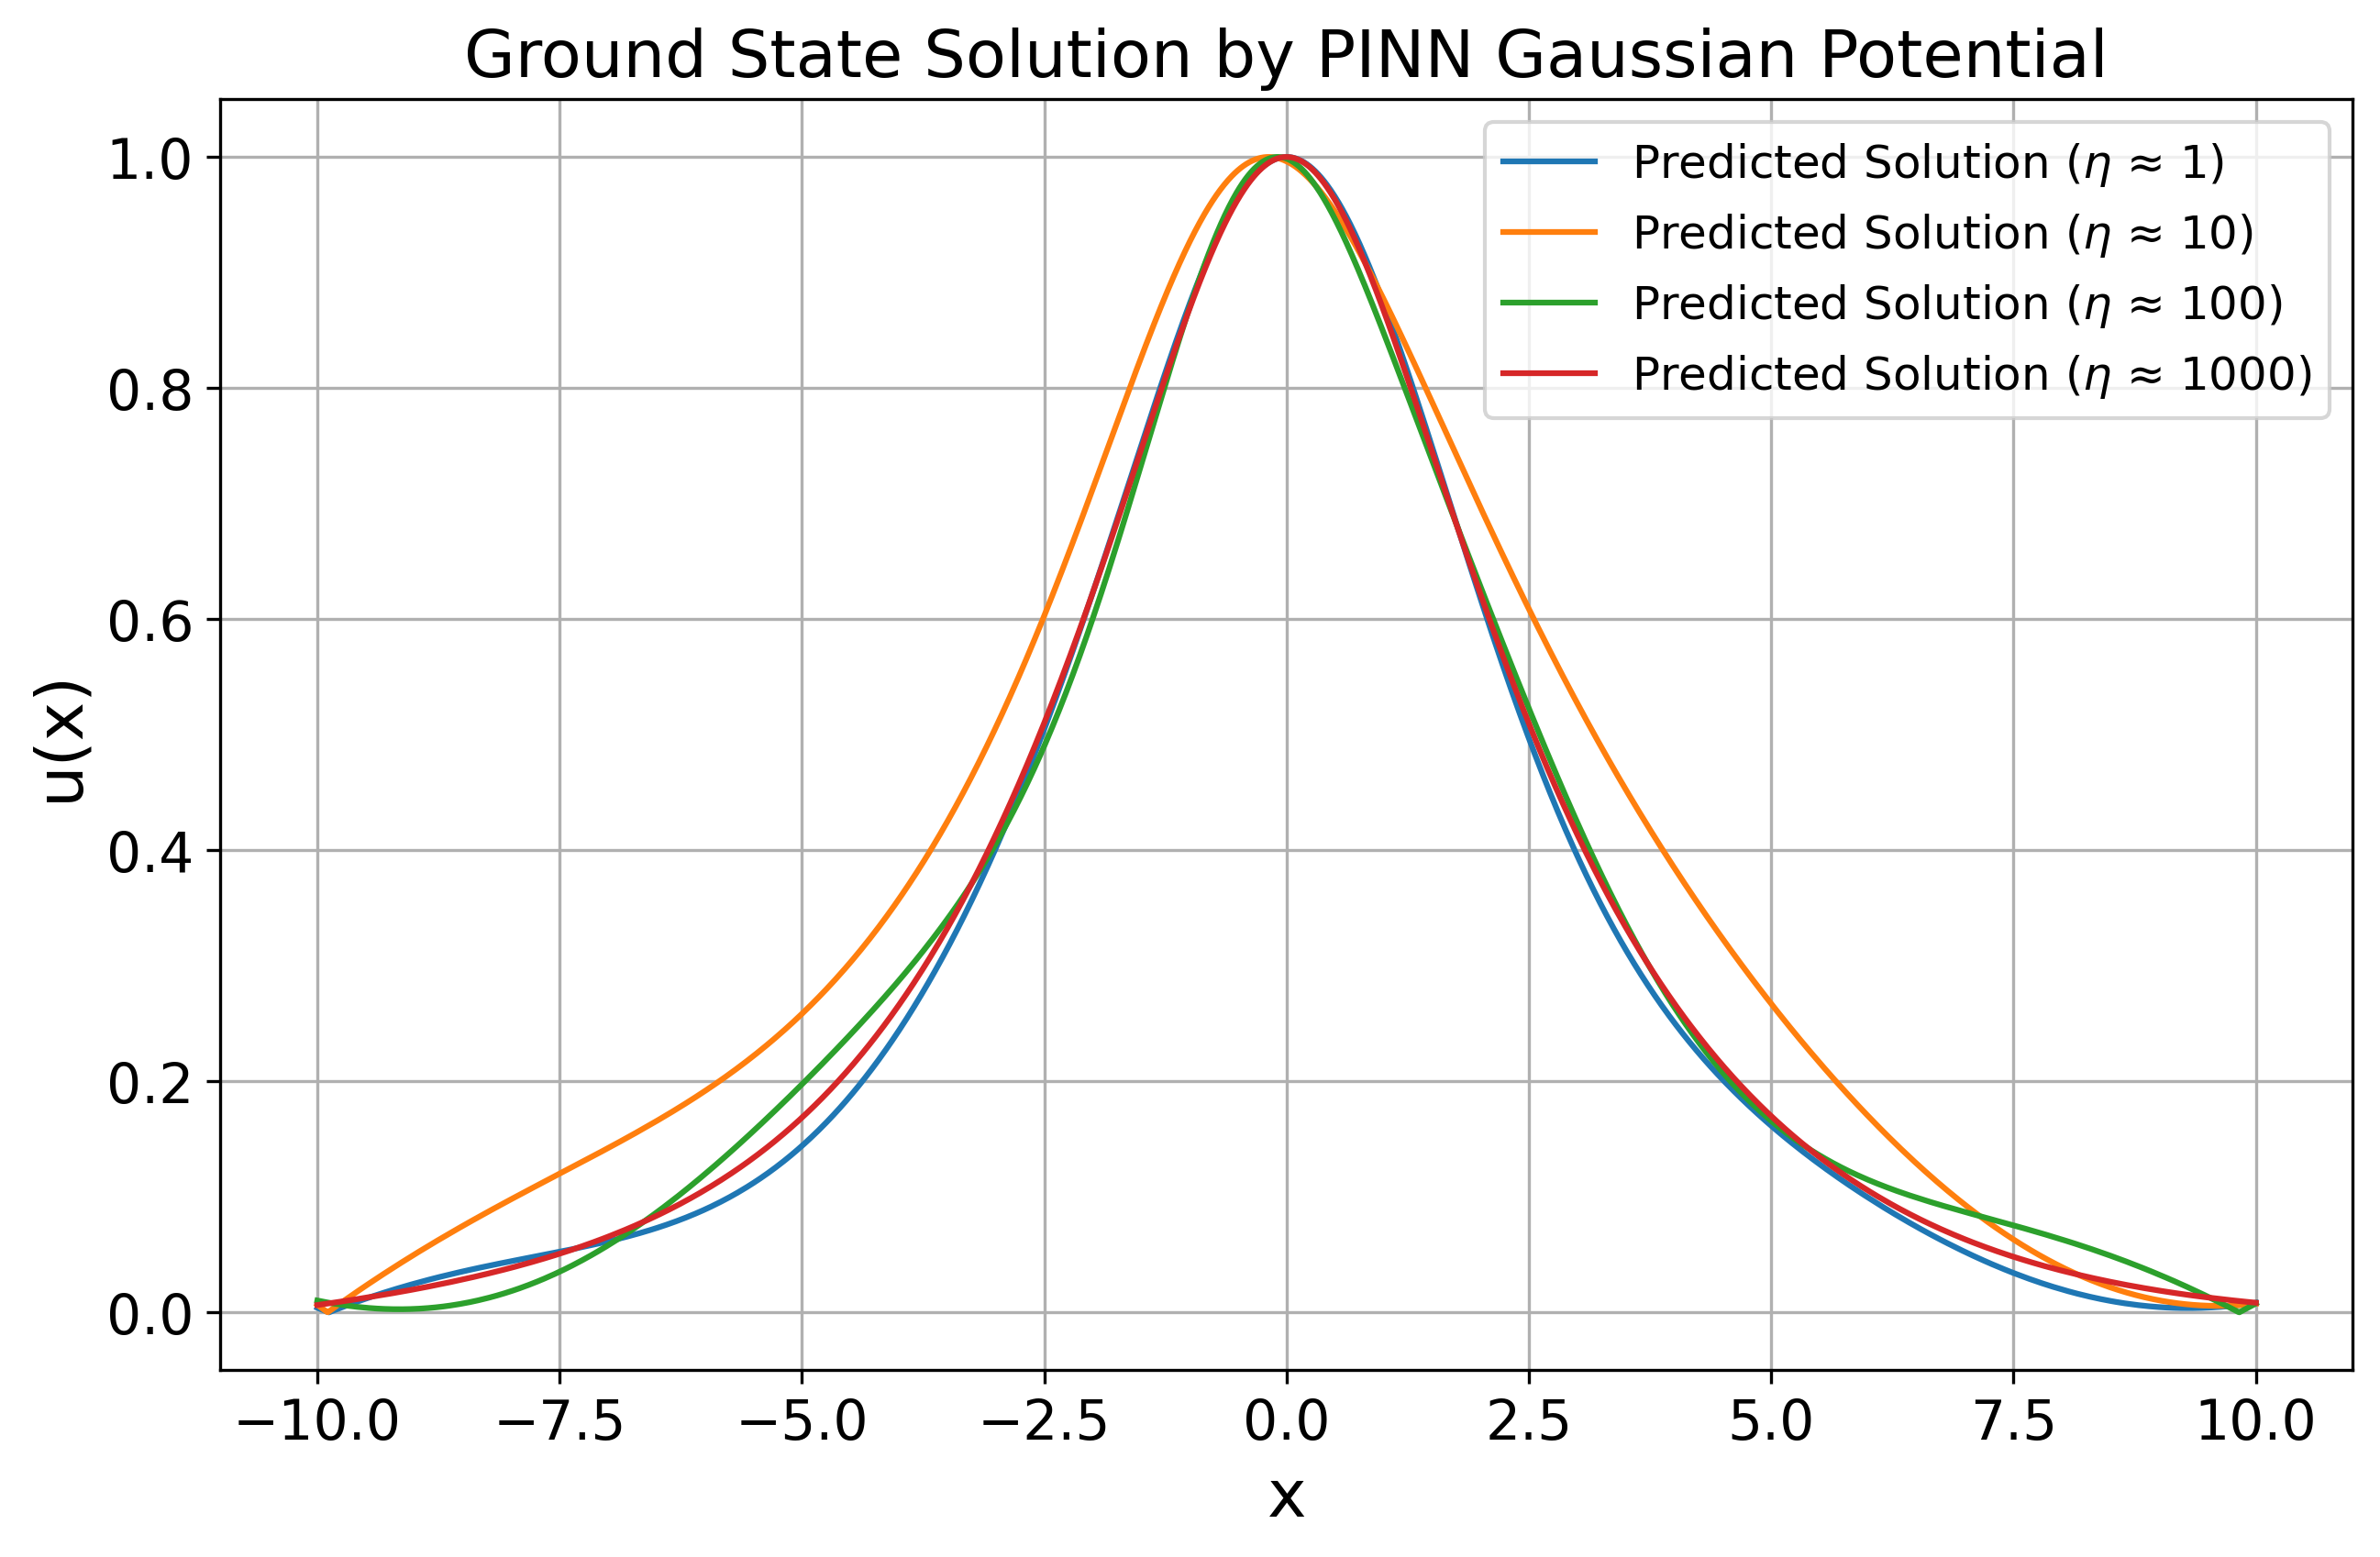 Ground State Solution by PINN Gaussian Potential
Predicted Solution (η ≈ 1)
Predicted Solution (η ≈ 10)
Predicted Solution (η ≈ 100)
Predicted Solution (η ≈ 1000)
u(x)
1.0
0.8
0.6
0.4
0.2
0.0
−10.0 −7.5 −5.0 −2.5 0.0 2.5 5.0 7.5 10.0
x